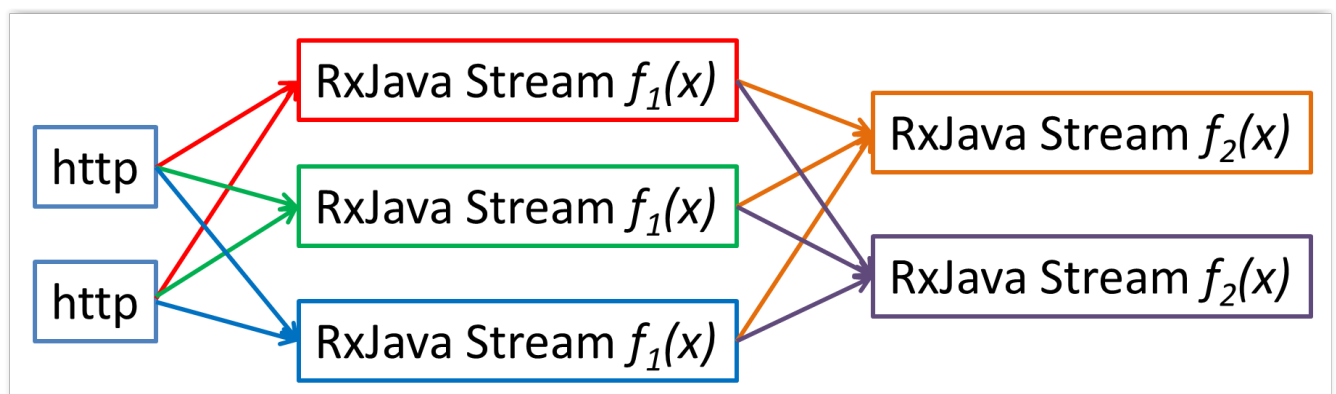 http
http
RxJava Stream f₁(x)
RxJava Stream f₁(x)
RxJava Stream f₁(x)
RxJava Stream f₂(x)
RxJava Stream f₂(x)